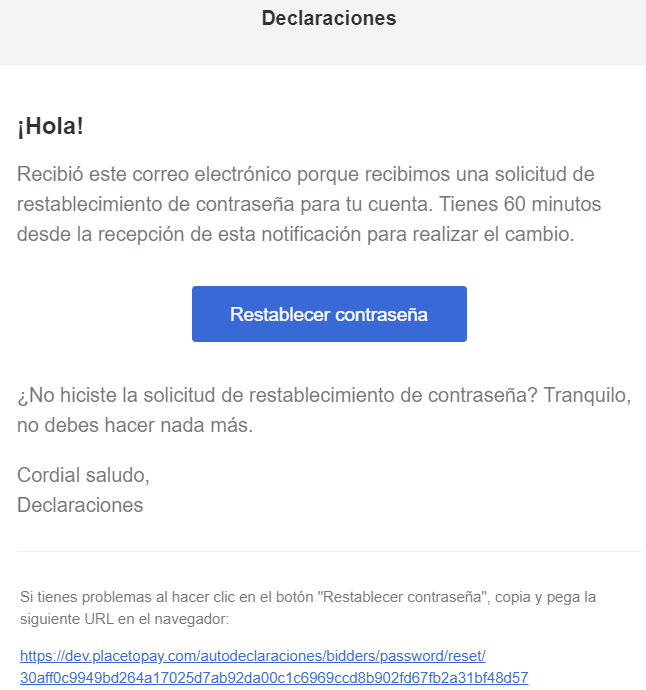 Declaraciones
¡Hola!
Recibió este correo electrónico porque recibimos una solicitud de
restablecimiento de contraseña para tu cuenta. Tienes 60 minutos
desde la recepción de esta notificación para realizar el cambio.
Restablecer contraseña
¿No hiciste la solicitud de restablecimiento de contraseña? Tranquilo,
no debes hacer nada más.
Cordial saludo,
Declaraciones
Si tienes problemas al hacer clic en el botón "Restablecer contraseña", copia y pega la
siguiente URL en el navegador:
https://dev.placetopay.com/autodeclaraciones/bidders/password/reset/
30aff0c9949bd264a17025d7ab92da00c1c6969ccd8b902fd67fb2a31bf48d57